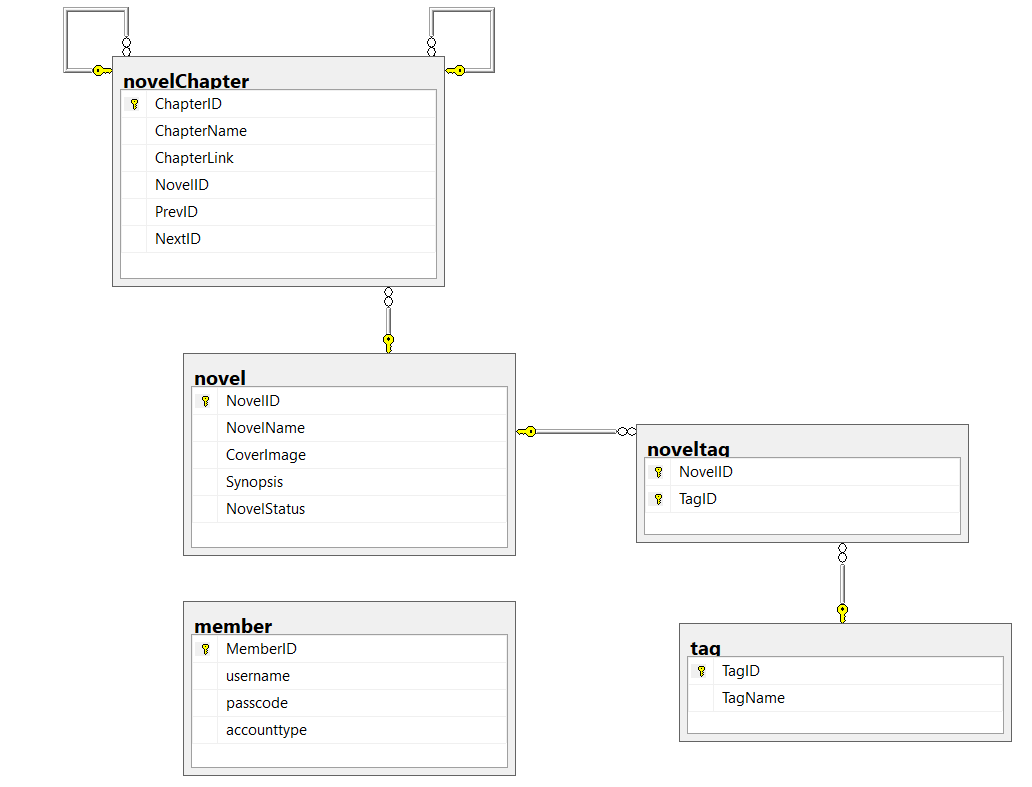 novelChapter
ChapterID
ChapterName
ChapterLink
NovelID
PrevID
NextID
novel
NovelID
NovelName
CoverImage
Synopsis
NovelStatus
noveltag
NovelID
TagID
member
MemberID
username
passcode
accounttype
tag
TagID
TagName